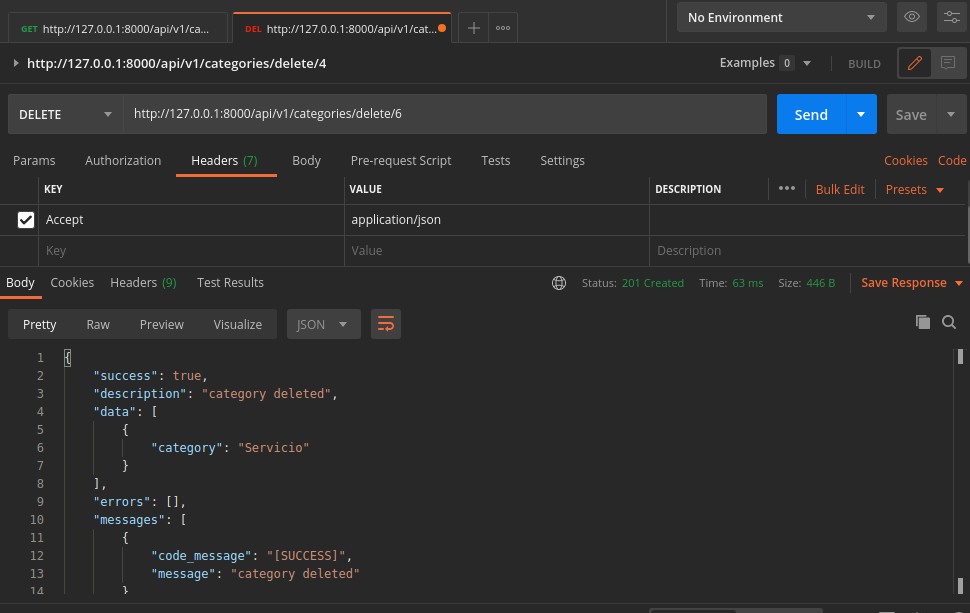 GET http://127.0.0.1:8000/api/v1/ca...
DEL http://127.0.0.1:8000/api/v1/cat...
No Environment
http://127.0.0.1:8000/api/v1/categories/delete/4
Examples 0
BUILD
DELETE
http://127.0.0.1:8000/api/v1/categories/delete/6
Send
Save
Params Authorization Headers (7) Body Pre-request Script Tests Settings Cookies Code
KEY VALUE DESCRIPTION Bulk Edit Presets
Accept application/json
Key Value Description
Body Cookies Headers (9) Test Results Status: 201 Created Time: 63 ms Size: 446 B Save Response
Pretty Raw Preview Visualize JSON
1 {
2 "success": true,
3 "description": "category deleted",
4 "data": [
5 {
6 "category": "Servicio"
7 }
8 ],
9 "errors": [],
10 "messages": [
11 {
12 "code_message": "[SUCCESS]",
13 "message": "category deleted"
14 }